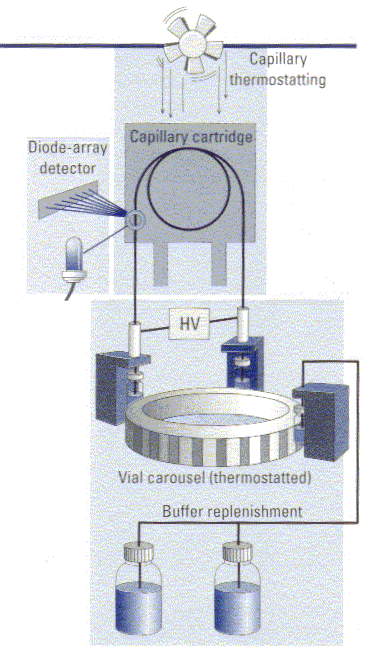 Capillary
thermostatting
Capillary cartridge
Diode-array
detector
HV
Vial carousel (thermostatted)
Buffer replenishment